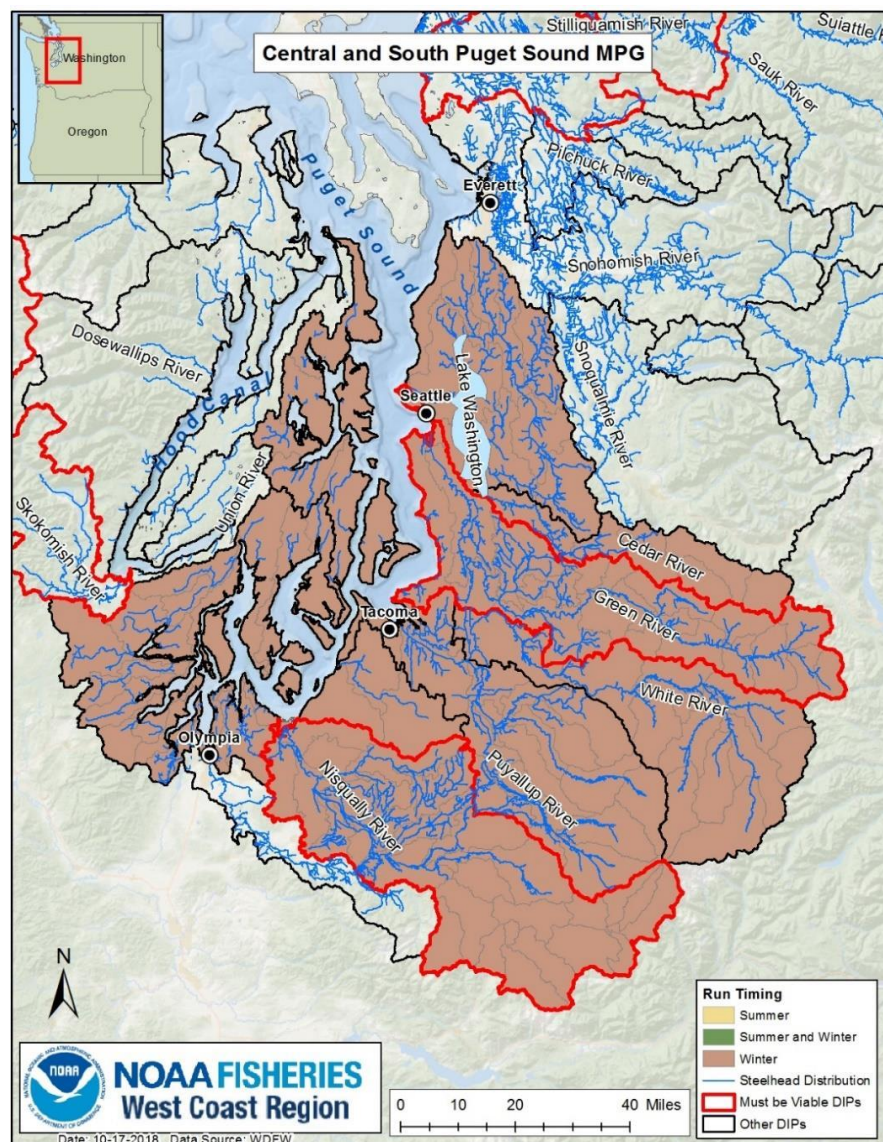 Central and South Puget Sound MPG
Washington
Oregon
Stilliquamish River
Suiattle
Sauk River
Pilchuck River
Everett
Puget Sound
Snohomish River
Dosewallips River
Snoqualmie River
Lake Washington
Seattle
Hood Canal
Union River
Skokomish River
Cedar River
Green River
Tacoma
White River
Olympia
Puyallup River
Nisqually River
N
Run Timing
Summer
Summer and Winter
Winter
Steelhead Distribution
Must be Viable DIPs
Other DIPs
NOAA
NOAA FISHERIES
West Coast Region
0 10 20 40 Miles
Date: 10-17-2018 Data Source: WDFW